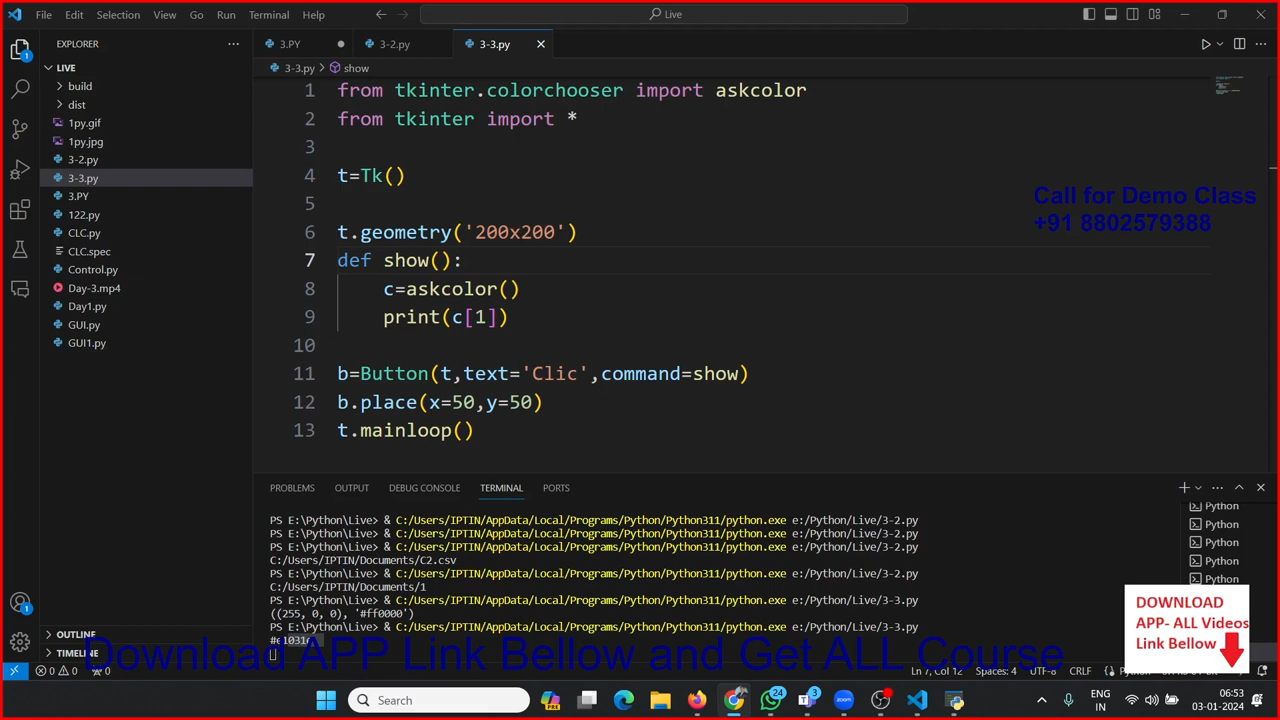 File Edit Selection View Go Run Terminal Help
Live
EXPLORER
3.PY
3-2.py
3-3.py
LIVE
3-3.py > show
build
dist
1py.gif
1py.jpg
3-2.py
3-3.py
3.PY
122.py
CLC.py
CLC.spec
Control.py
Day-3.mp4
Day1.py
GUI.py
GUI1.py
OUTLINE
TIMELINE
1 from tkinter.colorchooser import askcolor
2 from tkinter import *
3
4 t=Tk()
5
6 t.geometry('200x200')
7 def show():
8 c=askcolor()
9 print(c[1])
10
11 b=Button(t,text='Clic',command=show)
12 b.place(x=50,y=50)
13 t.mainloop()
Call for Demo Class
+91 8802579388
PROBLEMS OUTPUT DEBUG CONSOLE TERMINAL PORTS
PS E:\Python\Live> & C:/Users/IPTIN/AppData/Local/Programs/Python/Python311/python.exe e:/Python/Live/3-2.py
PS E:\Python\Live> & C:/Users/IPTIN/AppData/Local/Programs/Python/Python311/python.exe e:/Python/Live/3-2.py
PS E:\Python\Live> & C:/Users/IPTIN/AppData/Local/Programs/Python/Python311/python.exe e:/Python/Live/3-2.py
C:/Users/IPTIN/Documents/C2.csv
PS E:\Python\Live> & C:/Users/IPTIN/AppData/Local/Programs/Python/Python311/python.exe e:/Python/Live/3-2.py
C:/Users/IPTIN/Documents/1
PS E:\Python\Live> & C:/Users/IPTIN/AppData/Local/Programs/Python/Python311/python.exe e:/Python/Live/3-3.py
((255, 0, 0), '#ff0000')
PS E:\Python\Live> & C:/Users/IPTIN/AppData/Local/Programs/Python/Python311/python.exe e:/Python/Live/3-3.py
Python
Python
Python
Python
Python
DOWNLOAD
APP- ALL Videos
Link Bellow
Download APP Link Bellow and Get ALL Course
0 0 0
Ln 7, Col 12 Spaces: 4 UTF-8 CRLF
Search
PRE
24
3
ENG
IN
06:53
03-01-2024